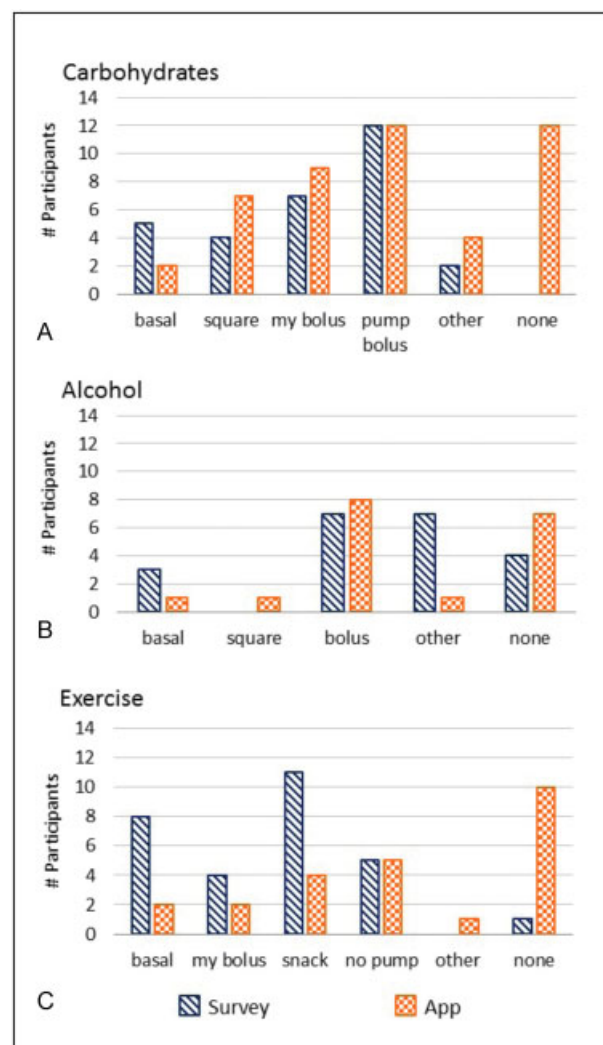 Carbohydrates
14
12
10
8
6
4
2
0
# Participants
basal square my bolus pump bolus other none
A
Alcohol
14
12
10
8
6
4
2
0
# Participants
basal square bolus other none
B
Exercise
14
12
10
8
6
4
2
0
# Participants
basal my bolus snack no pump other none
C
Survey App